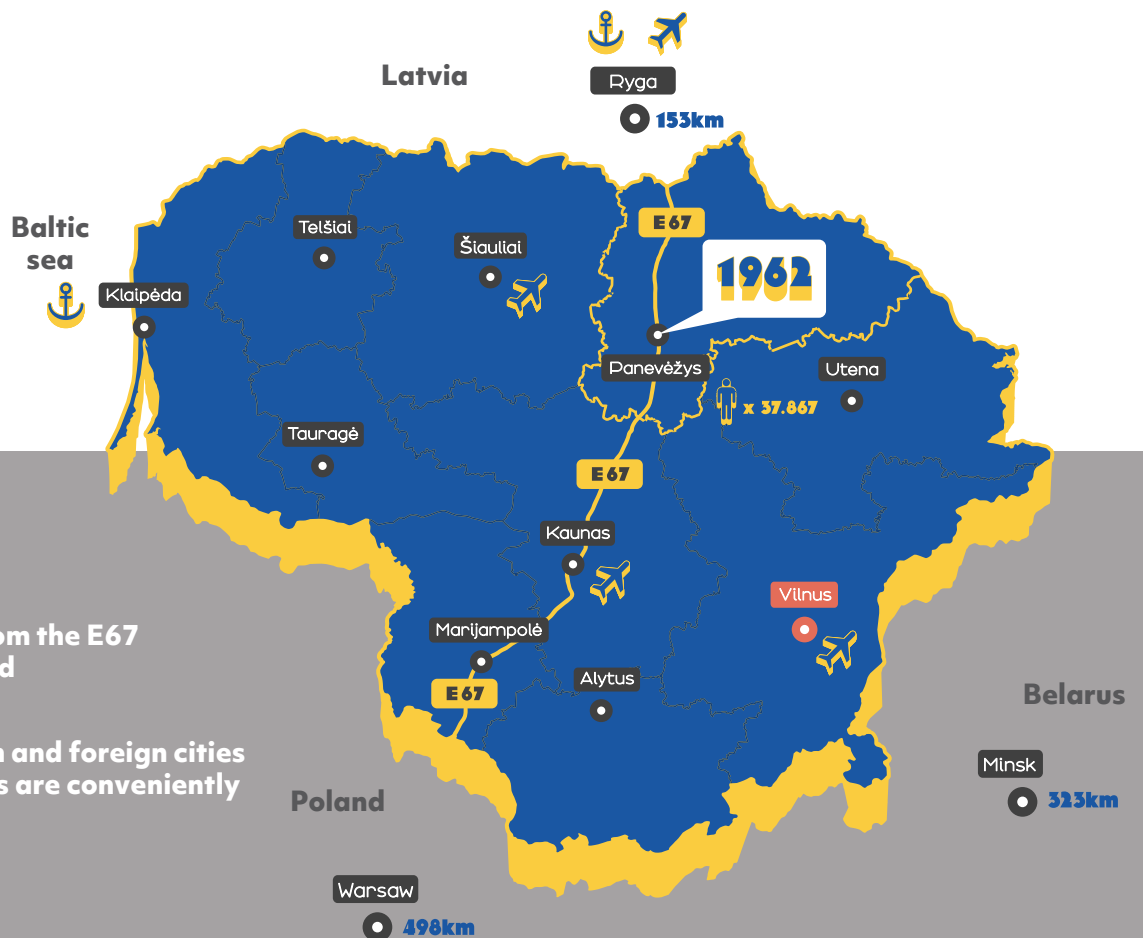 Latvia
Ryga
153km
Baltic
sea
Telšiai
Šiauliai
E67
1962
Klaipėda
Panevėžys
Utena
x 37.867
Tauragė
E67
Kaunas
Vilnus
Marijampolė
om the E67
d
Alytus
E67
Belarus
n and foreign cities
s are conveniently
Poland
Minsk
323km
Warsaw
498km